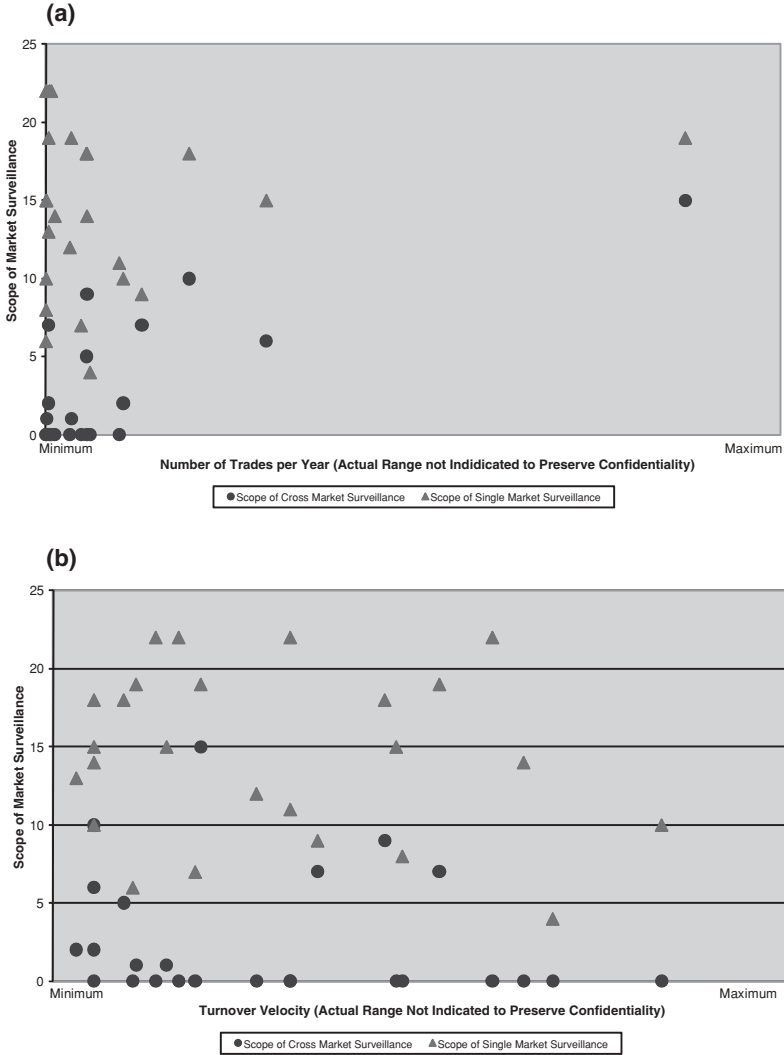 (a)
25
20
15
10
5
0
Scope of Market Surveillance
Minimum
Maximum
Number of Trades per Year (Actual Range not Indidicated to Preserve Confidentiality)
Scope of Cross Market Surveillance
Scope of Single Market Surveillance
(b)
25
20
15
10
5
0
Scope of Market Surveillance
Minimum
Maximum
Turnover Velocity (Actual Range Not Indicated to Preserve Confidentiality)
Scope of Cross Market Surveillance
Scope of Single Market Surveillance